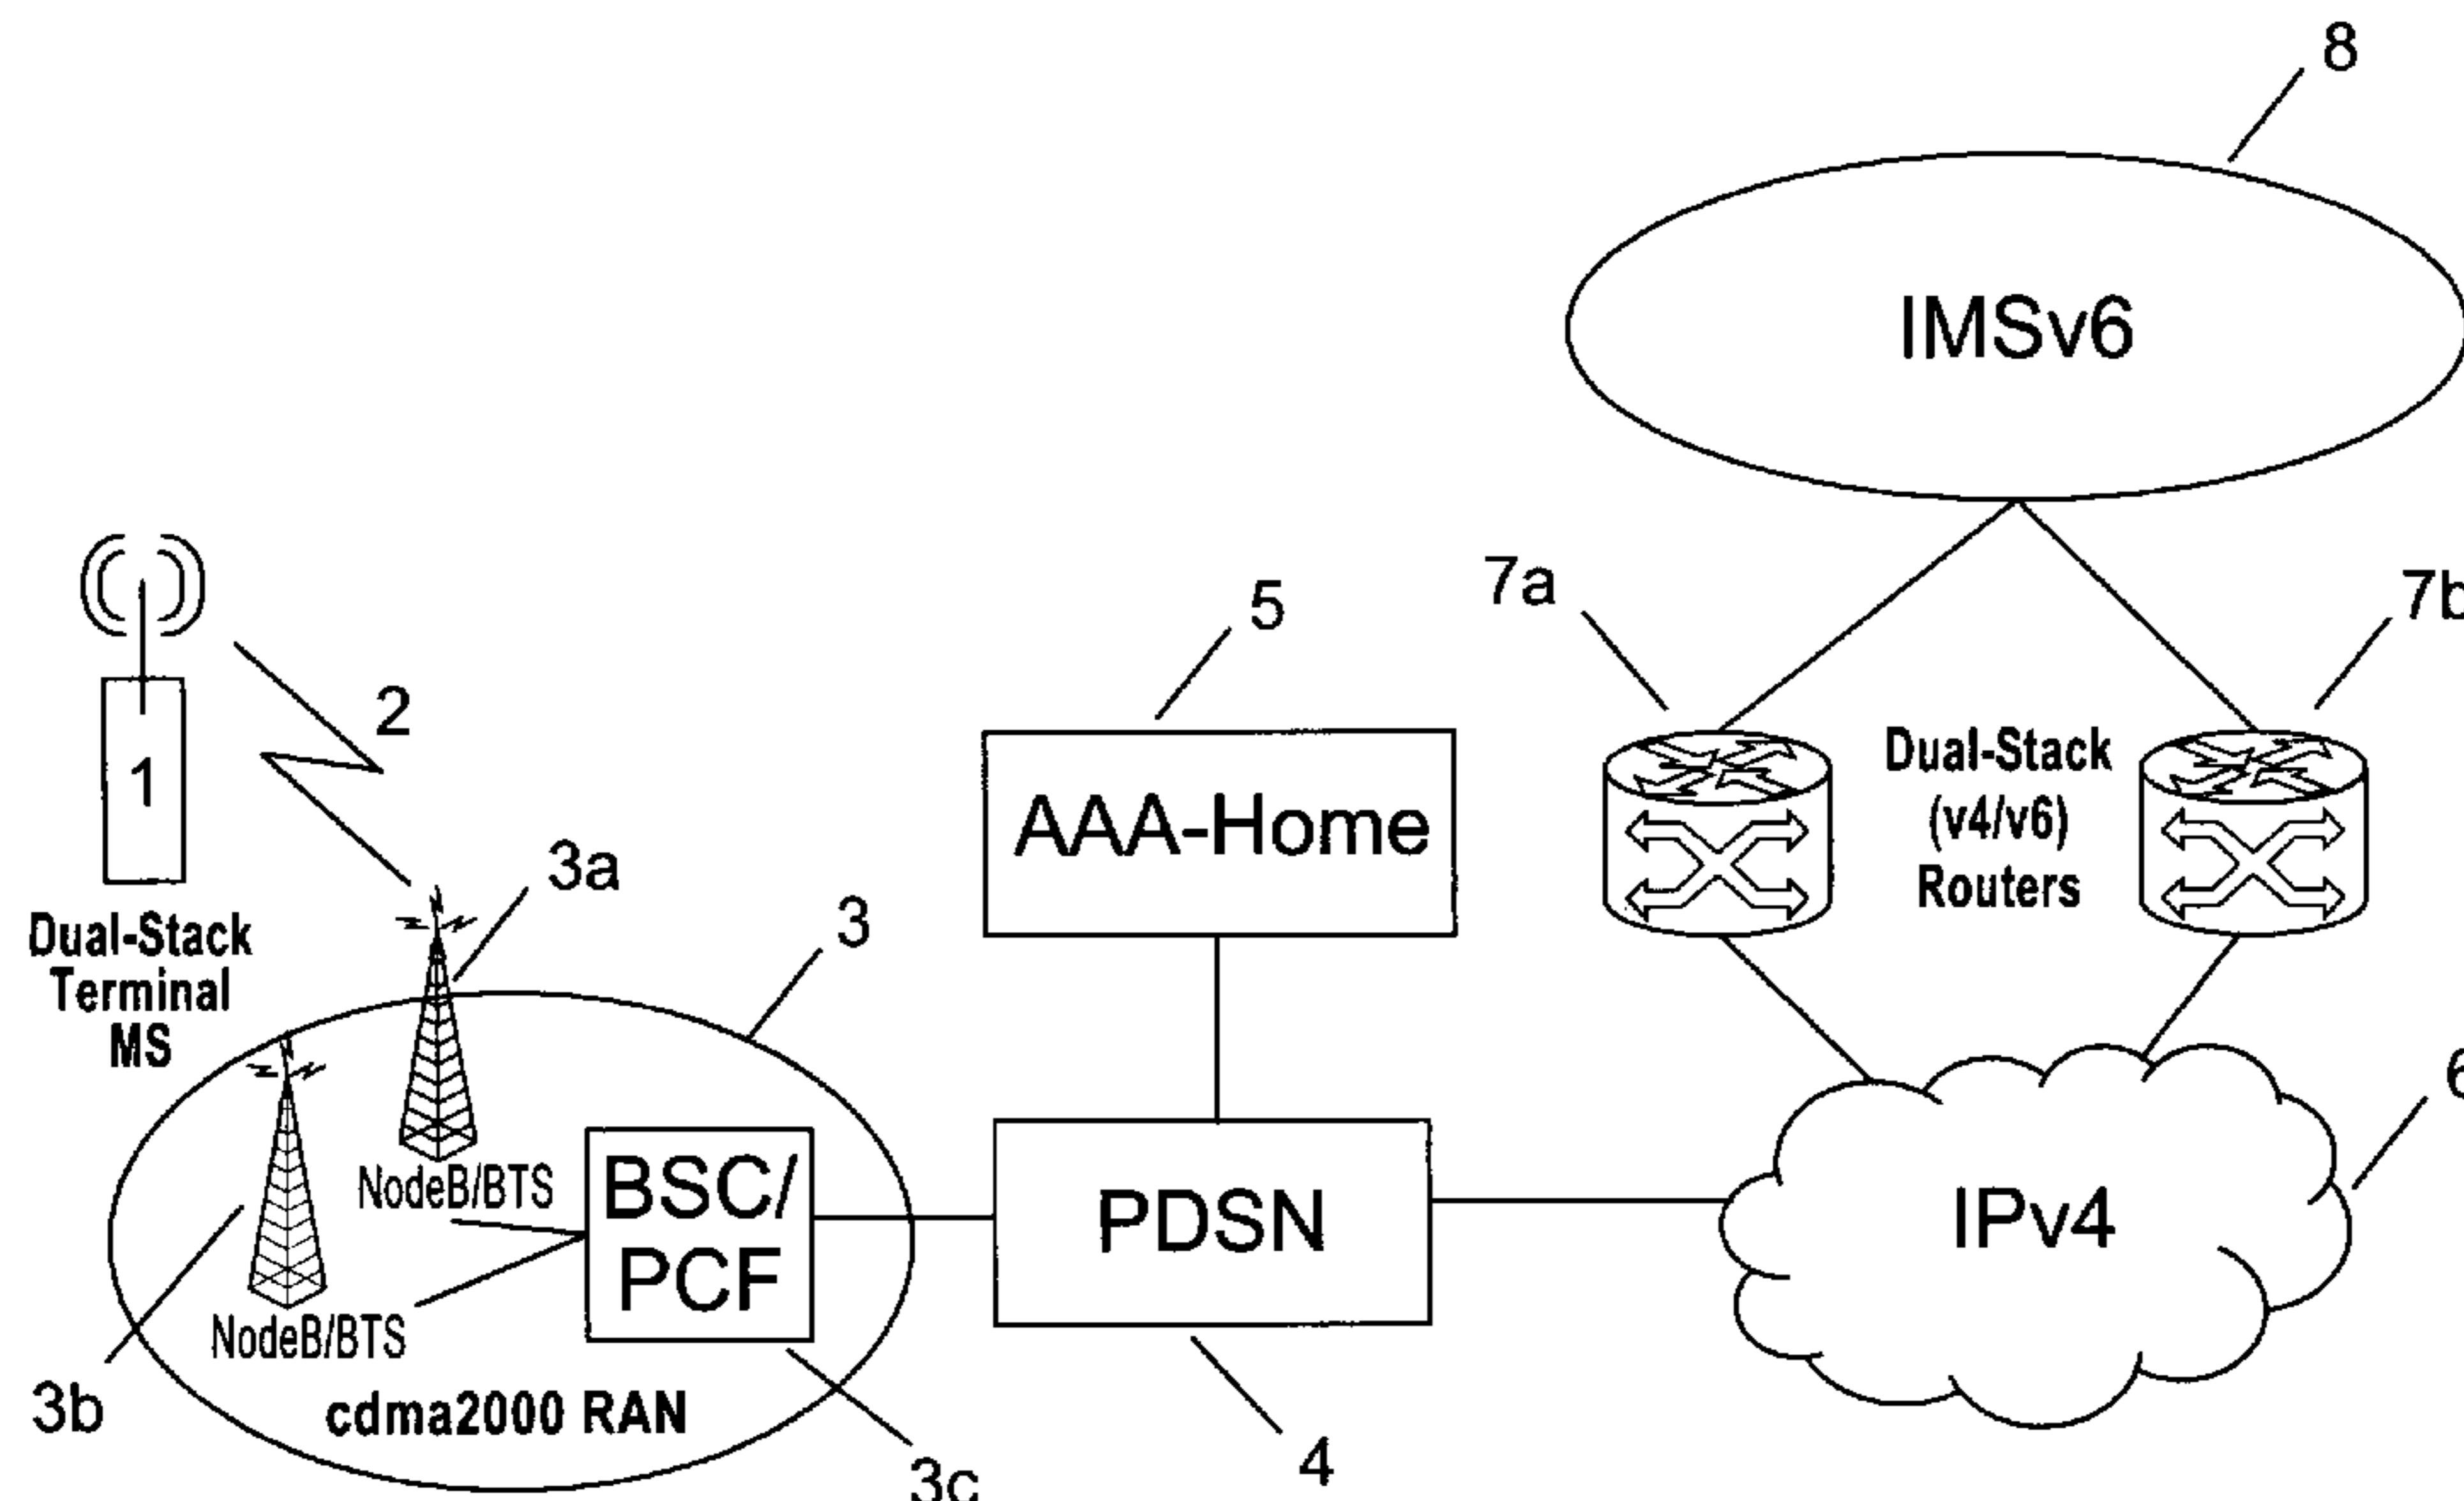 8
IMSv6
7a
7b
5
2
1
AAA-Home
Dual-Stack
(v4/v6)
Routers
3a
3
Dual-Stack
Terminal
MS
6
NodeB/BTS
BSC/
PCF
PDSN
IPv4
NodeB/BTS
3b
cdma2000 RAN
3c
4